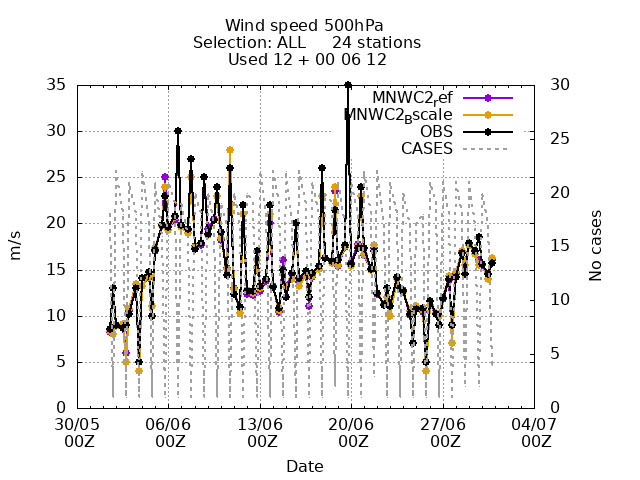 Wind speed 500hPa
Selection: ALL 24 stations
Used 12 + 00 06 12
MNWC2ref
MNWC2Bscale
OBS
CASES
m/s
35
30
25
20
15
10
5
0
No cases
30
25
20
15
10
5
0
30/05 06/06 13/06 20/06 27/06 04/07
00Z 00Z 00Z 00Z 00Z 00Z
Date